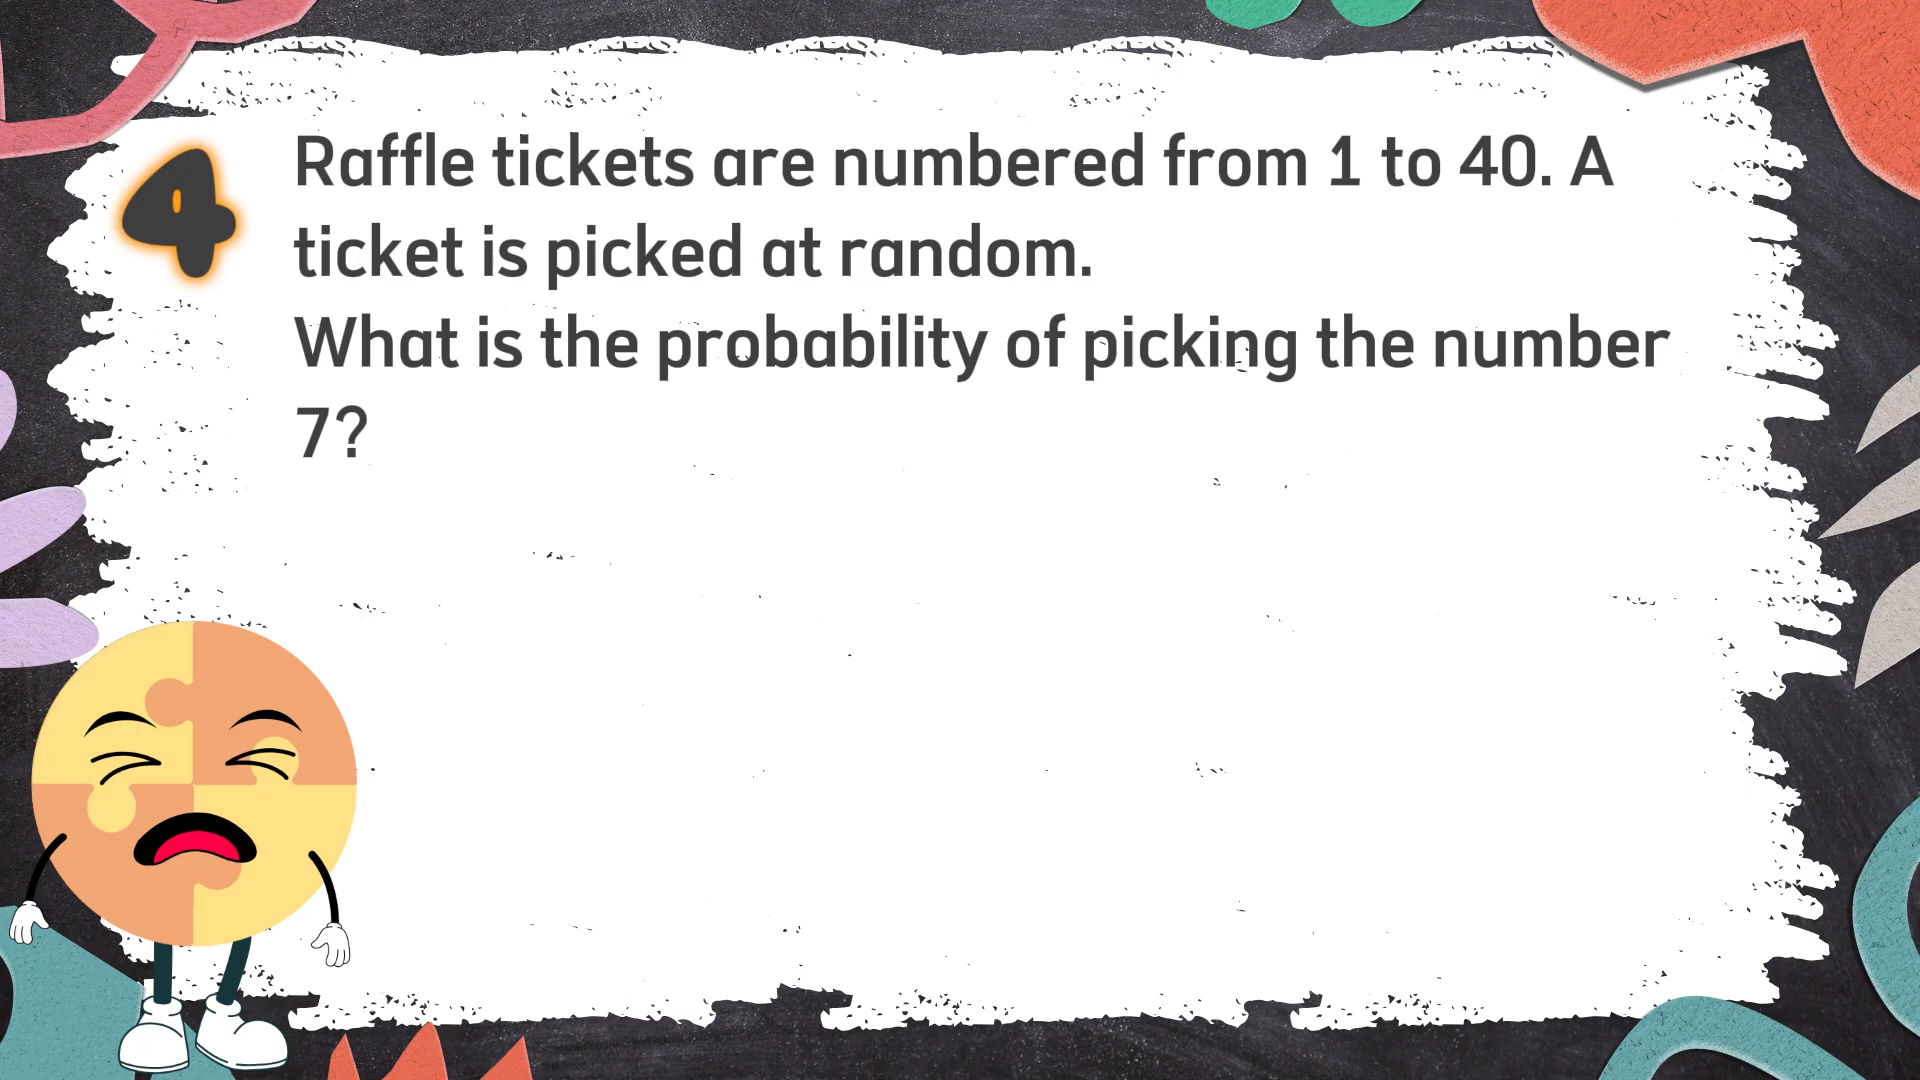 4
Raffle tickets are numbered from 1 to 40. A
ticket is picked at random.
What is the probability of picking the number
7?